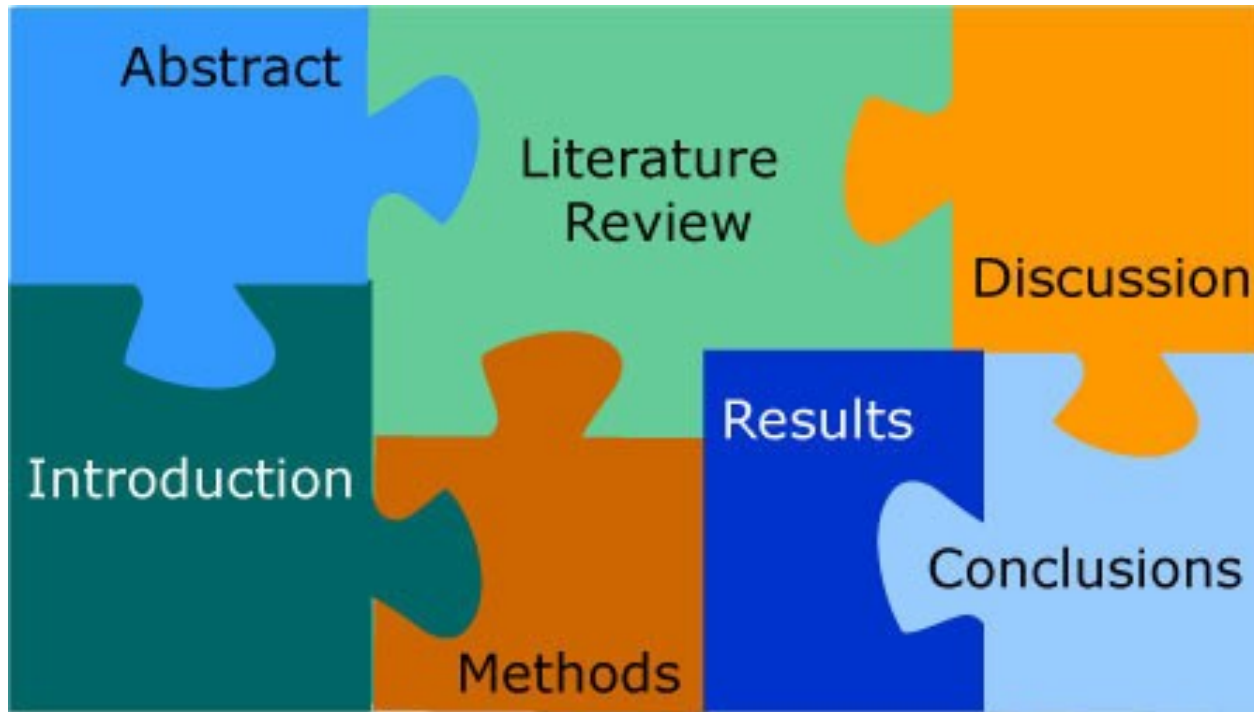 Abstract
Literature
Review
Discussion
Introduction
Results
Conclusions
Methods